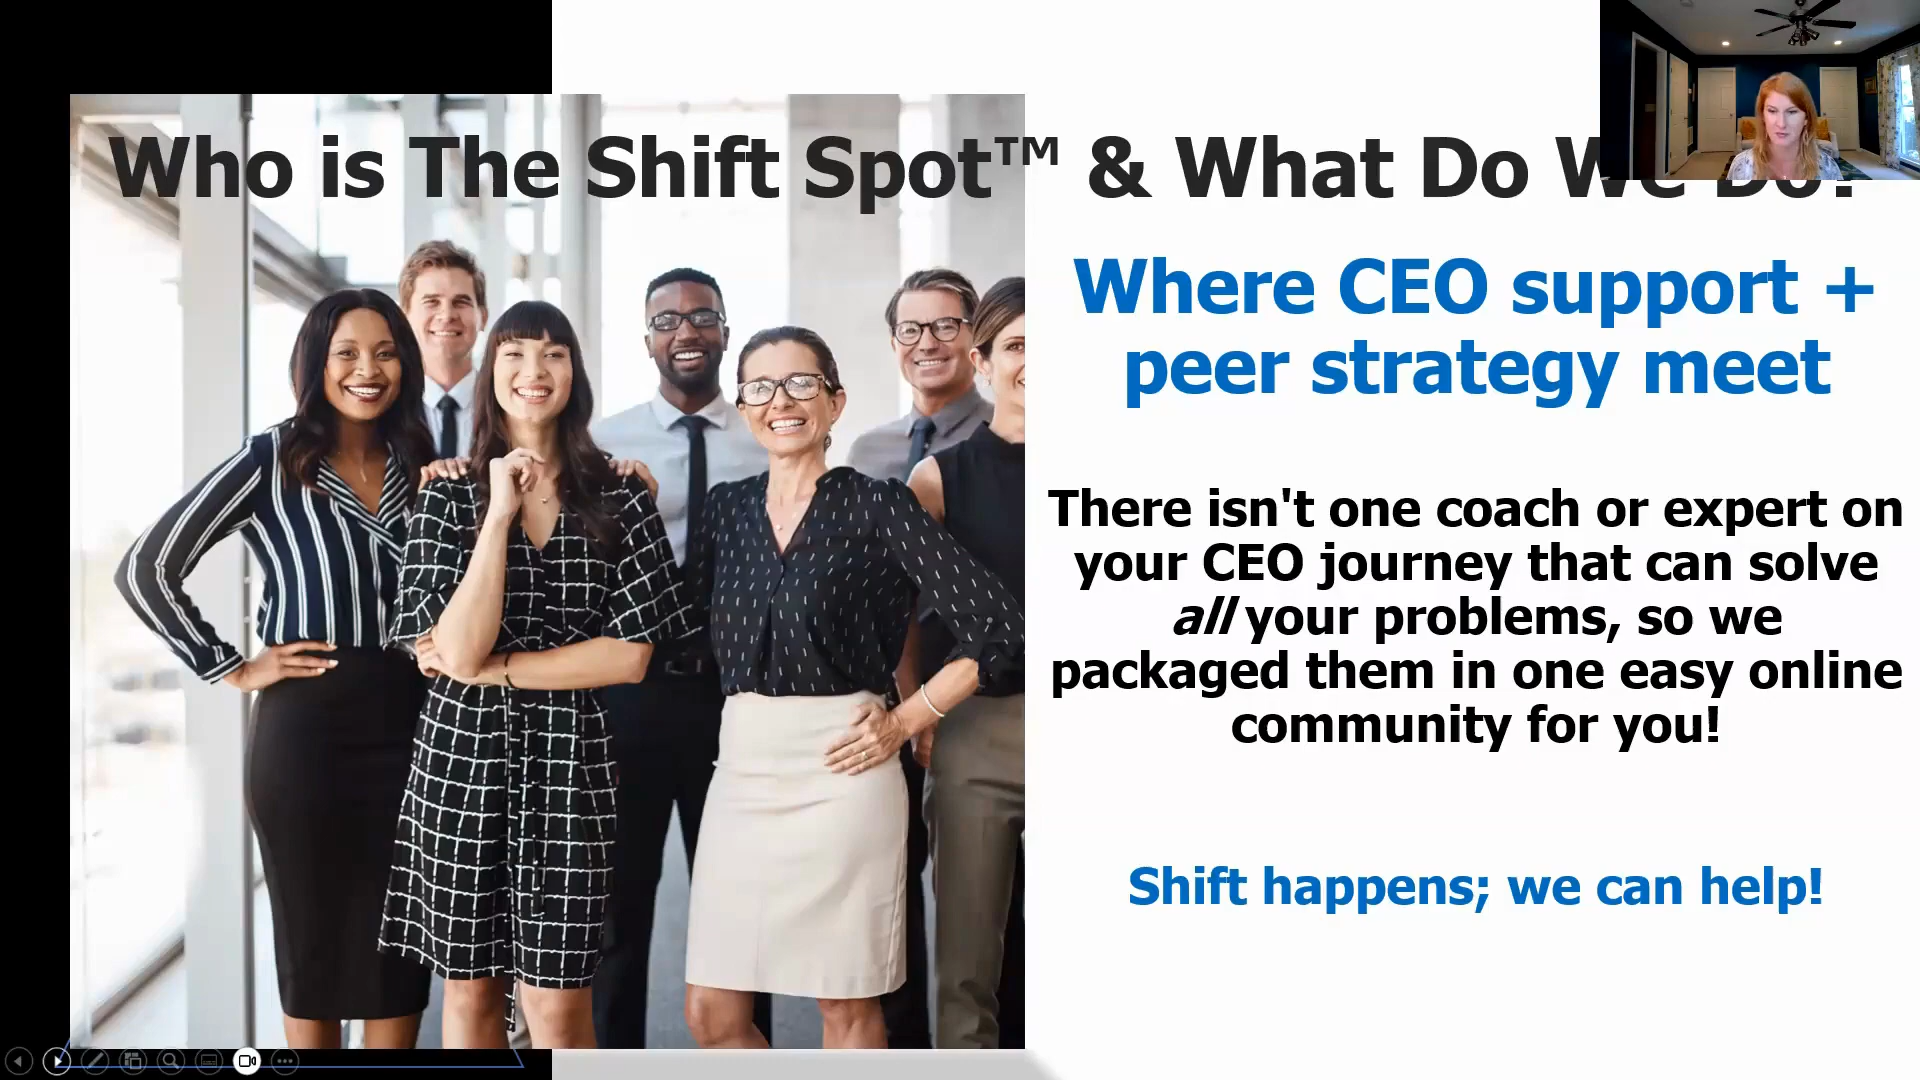 Who is The Shift Spot™ & What Do We Do?
Where CEO support +
peer strategy meet
There isn't one coach or expert on
your CEO journey that can solve
all your problems, so we
packaged them in one easy online
community for you!
Shift happens; we can help!